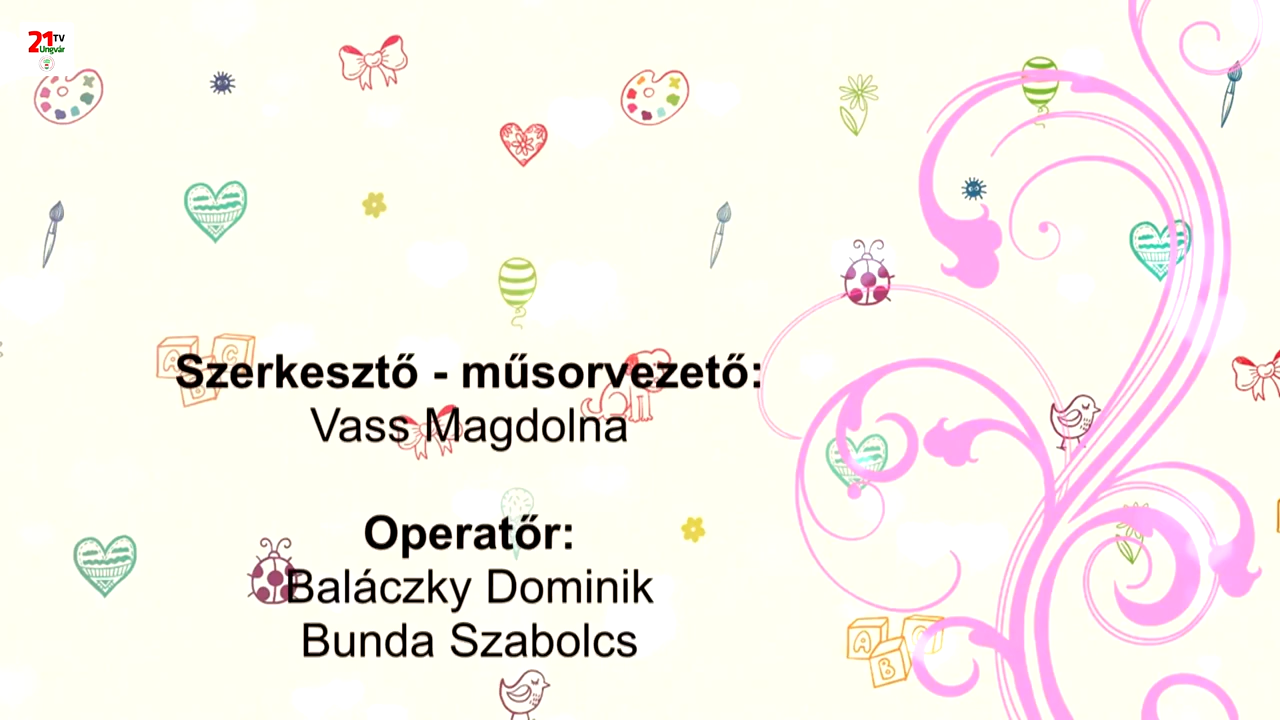 21 TV
Ungvár
Szerkesztő - műsorvezető:
Vass Magdolna
Operatőr:
Baláczky Dominik
Bunda Szabolcs
A C
B
A C
B